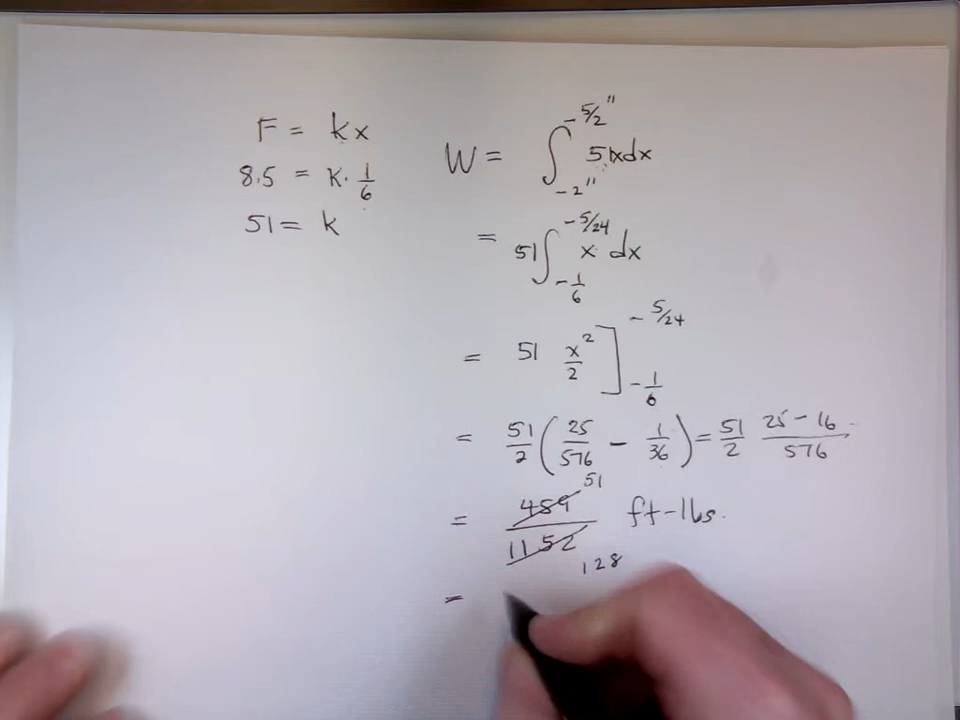 F = kx
8.5 = k · 1/6
51 = k
W = ∫_{-2"}^{-5/2"} 51x dx
= 51 ∫_{-1/6}^{-5/24} x dx
= 51 x²/2 ]_{-1/6}^{-5/24}
= 51/2 ( 25/576 - 1/36 ) = 51/2 (25 - 16)/576
= 459/1152 51/128 ft-lbs.
=